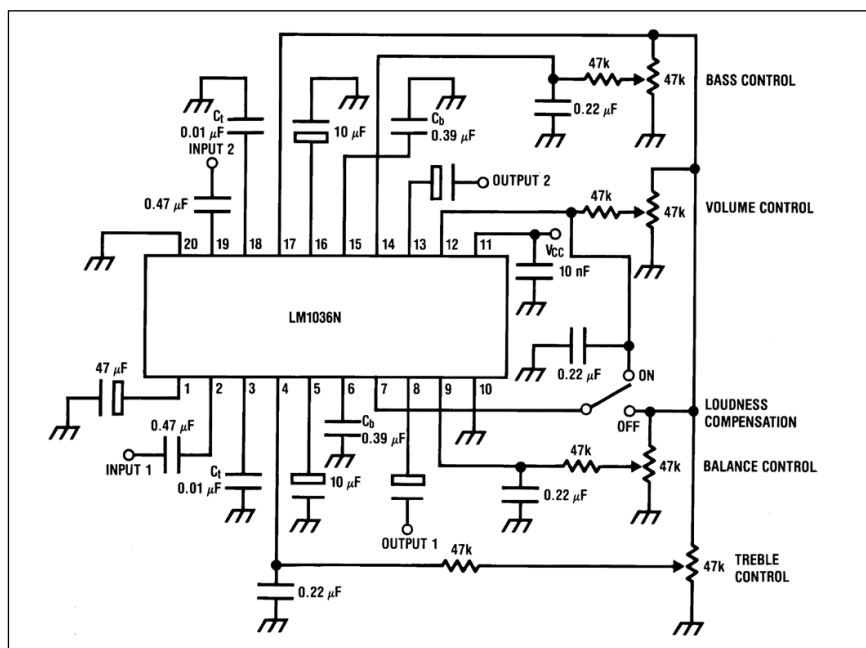 47k
BASS CONTROL
47k
0.22 μF
Ct
0.01 μF
10 μF
Cb
0.39 μF
INPUT 2
OUTPUT 2
0.47 μF
47k
47k
VOLUME CONTROL
20 19 18 17 16 15 14 13 12 11
VCC
10 nF
LM1036N
0.22 μF
ON
47 μF
1 2 3 4 5 6 7 8 9 10
OFF
LOUDNESS
COMPENSATION
0.47 μF
Cb
0.39 μF
47k
47k
BALANCE CONTROL
INPUT 1
Ct
0.01 μF
10 μF
0.22 μF
OUTPUT 1
47k
47k
TREBLE
CONTROL
0.22 μF